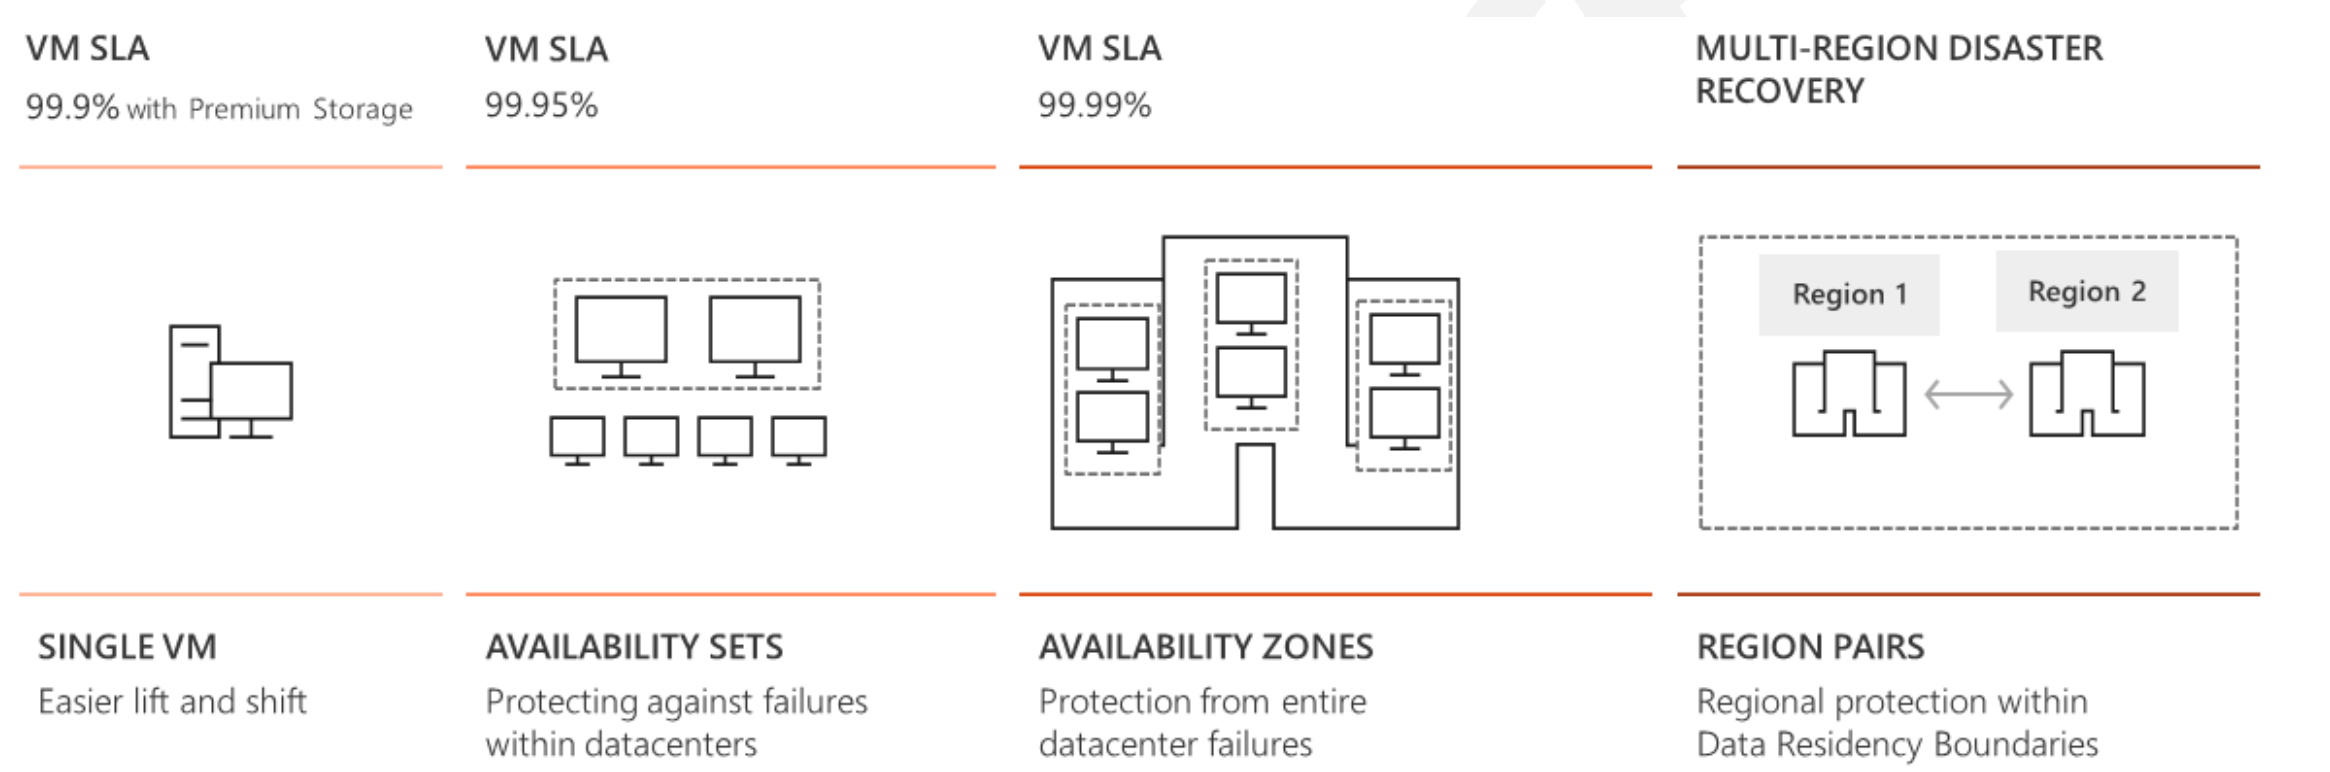 VM SLA
99.9% with Premium Storage
VM SLA
99.95%
VM SLA
99.99%
MULTI-REGION DISASTER
RECOVERY
Region 1
Region 2
SINGLE VM
Easier lift and shift
AVAILABILITY SETS
Protecting against failures
within datacenters
AVAILABILITY ZONES
Protection from entire
datacenter failures
REGION PAIRS
Regional protection within
Data Residency Boundaries